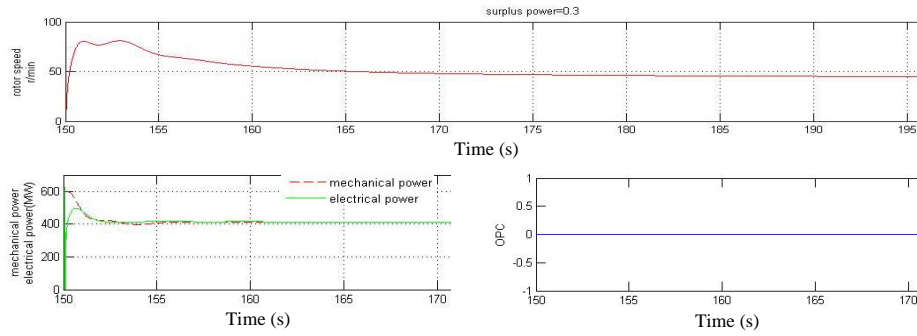 surplus power=0.3
rotor speed
r/min
100
50
0
150 155 160 165 170 175 180 185 190 195
Time (s)
mechanical power
electrical power(MW)
600
400
200
0
mechanical power
electrical power
150 155 160 165 170
Time (s)
OPC
1
0.5
0
-0.5
-1
150 155 160 165 170
Time (s)